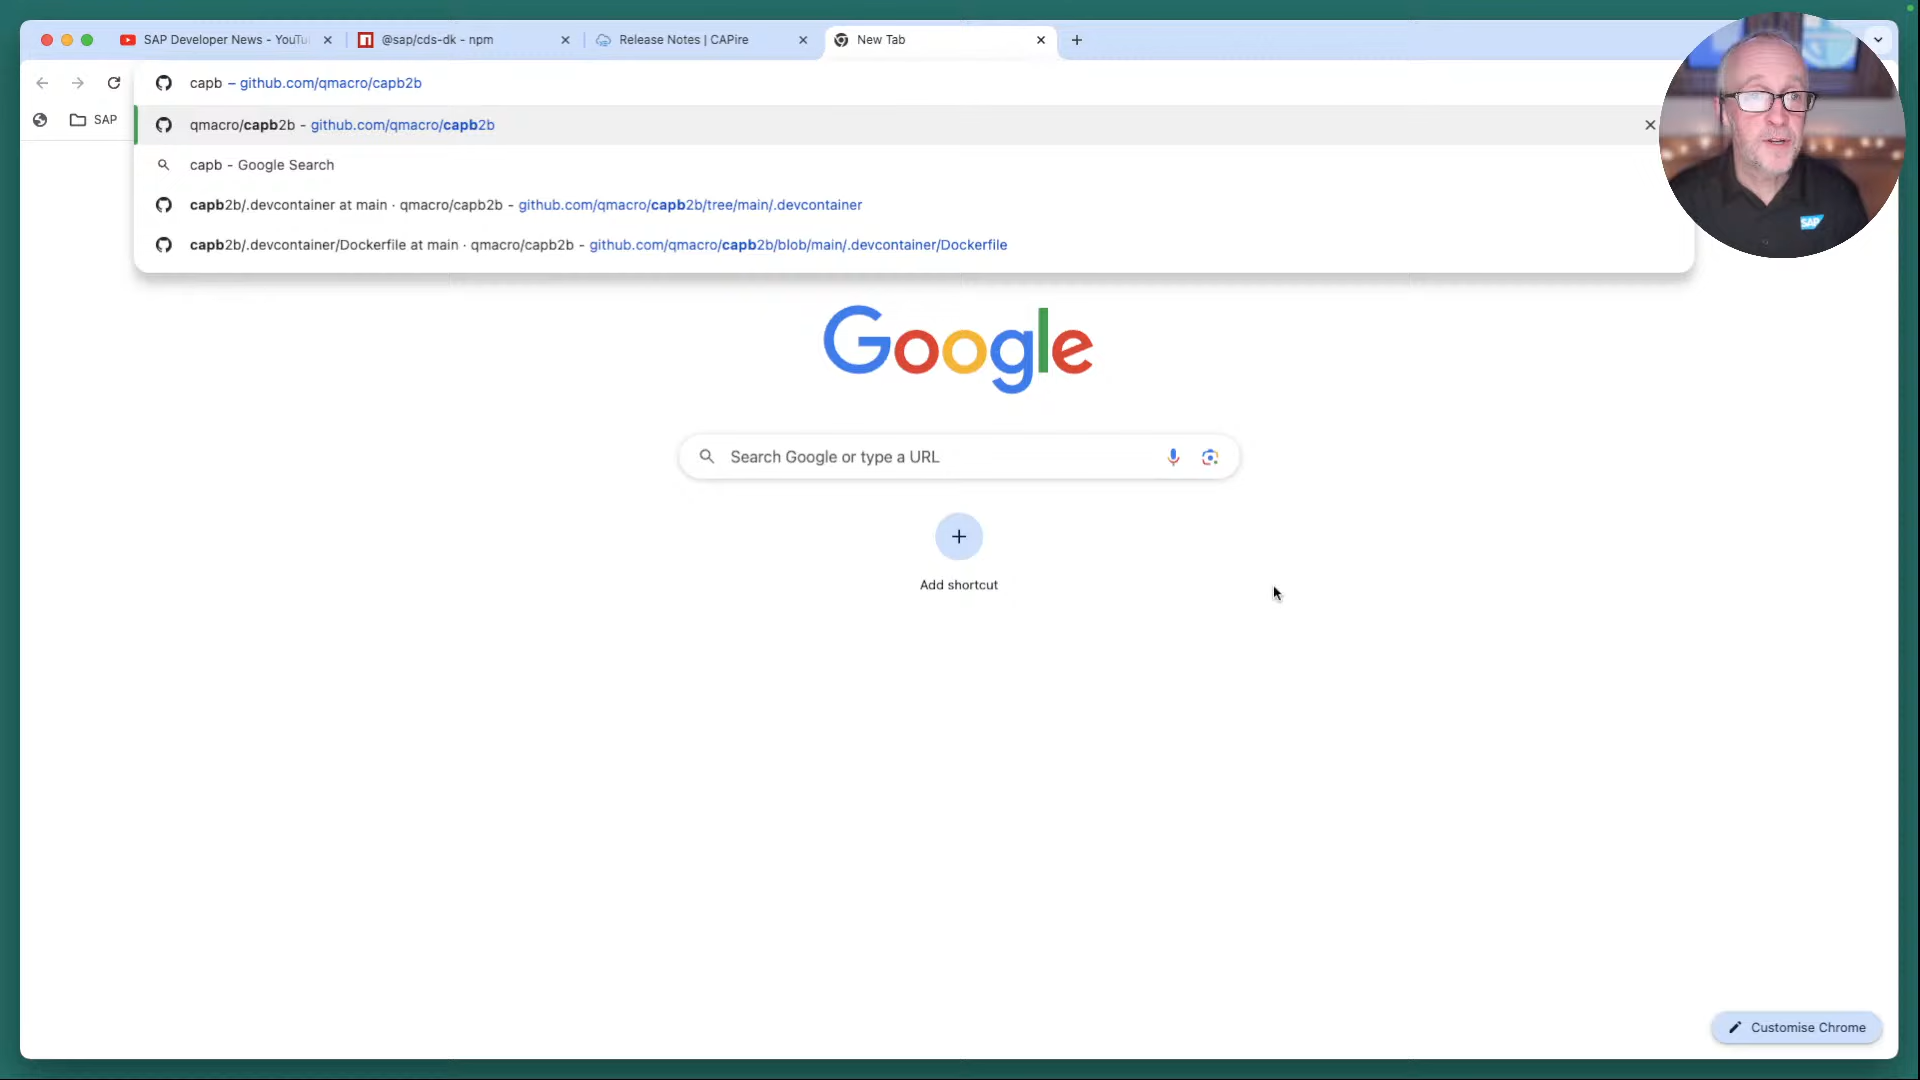 SAP Developer News - YouTu
@sap/cds-dk - npm
Release Notes | CAPire
New Tab
capb – github.com/qmacro/capb2b
SAP
qmacro/capb2b - github.com/qmacro/capb2b
capb - Google Search
capb2b/.devcontainer at main · qmacro/capb2b - github.com/qmacro/capb2b/tree/main/.devcontainer
capb2b/.devcontainer/Dockerfile at main · qmacro/capb2b - github.com/qmacro/capb2b/blob/main/.devcontainer/Dockerfile
SAP
Google
Search Google or type a URL
Add shortcut
Customise Chrome